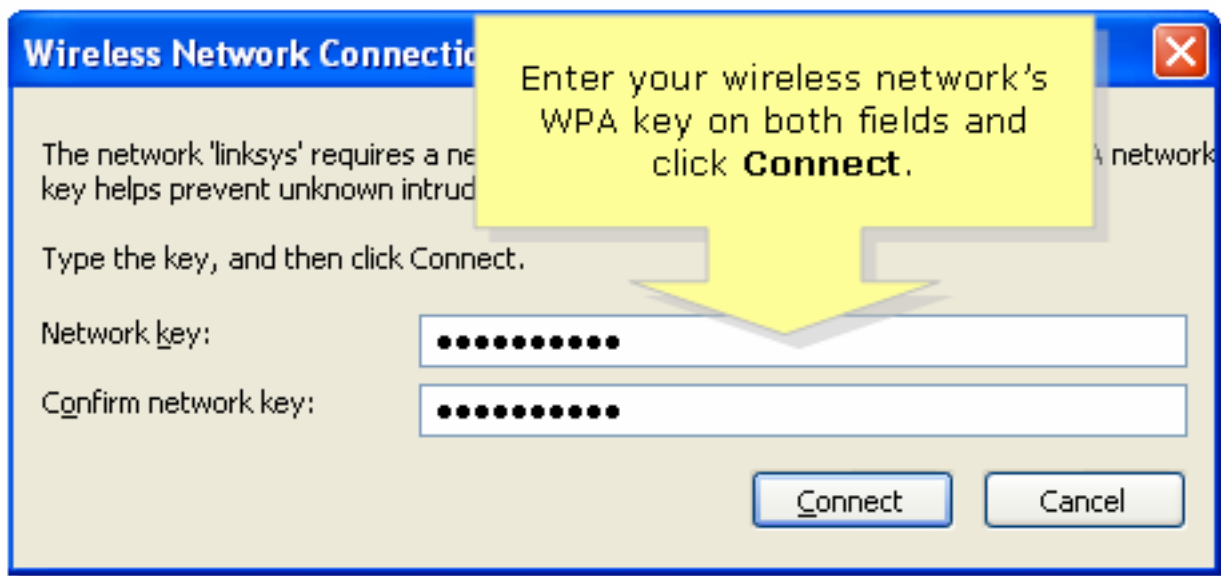 Wireless Network Connectio
Enter your wireless network's
WPA key on both fields and
click Connect.
The network 'linksys' requires a ne
network
key helps prevent unknown intrud
Type the key, and then click Connect.
Network key:
●●●●●●●●●●
Confirm network key:
●●●●●●●●●●
Connect
Cancel